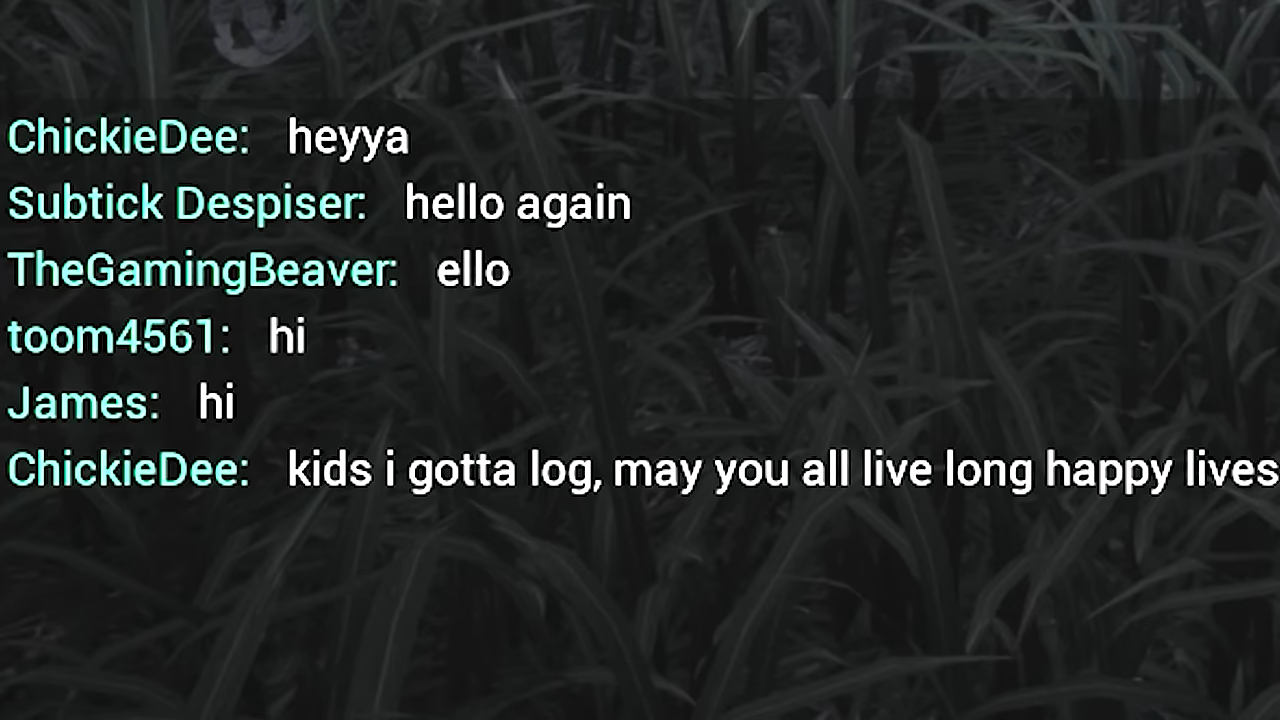 ChickieDee: heyya
Subtick Despiser: hello again
TheGamingBeaver: ello
toom4561: hi
James: hi
ChickieDee: kids i gotta log, may you all live long happy lives